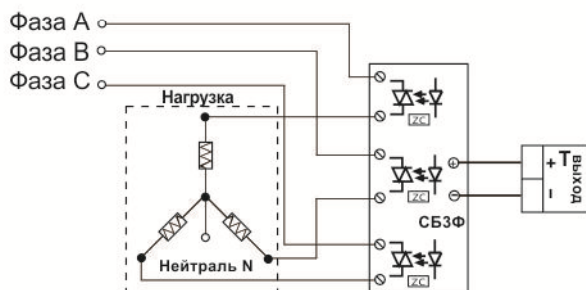 Фаза А
Фаза В
Фаза С
Нагрузка
ZC
ZC
+
+ Т
ВЫХОД
−
−
СБ3Ф
Нейтраль N
ZC